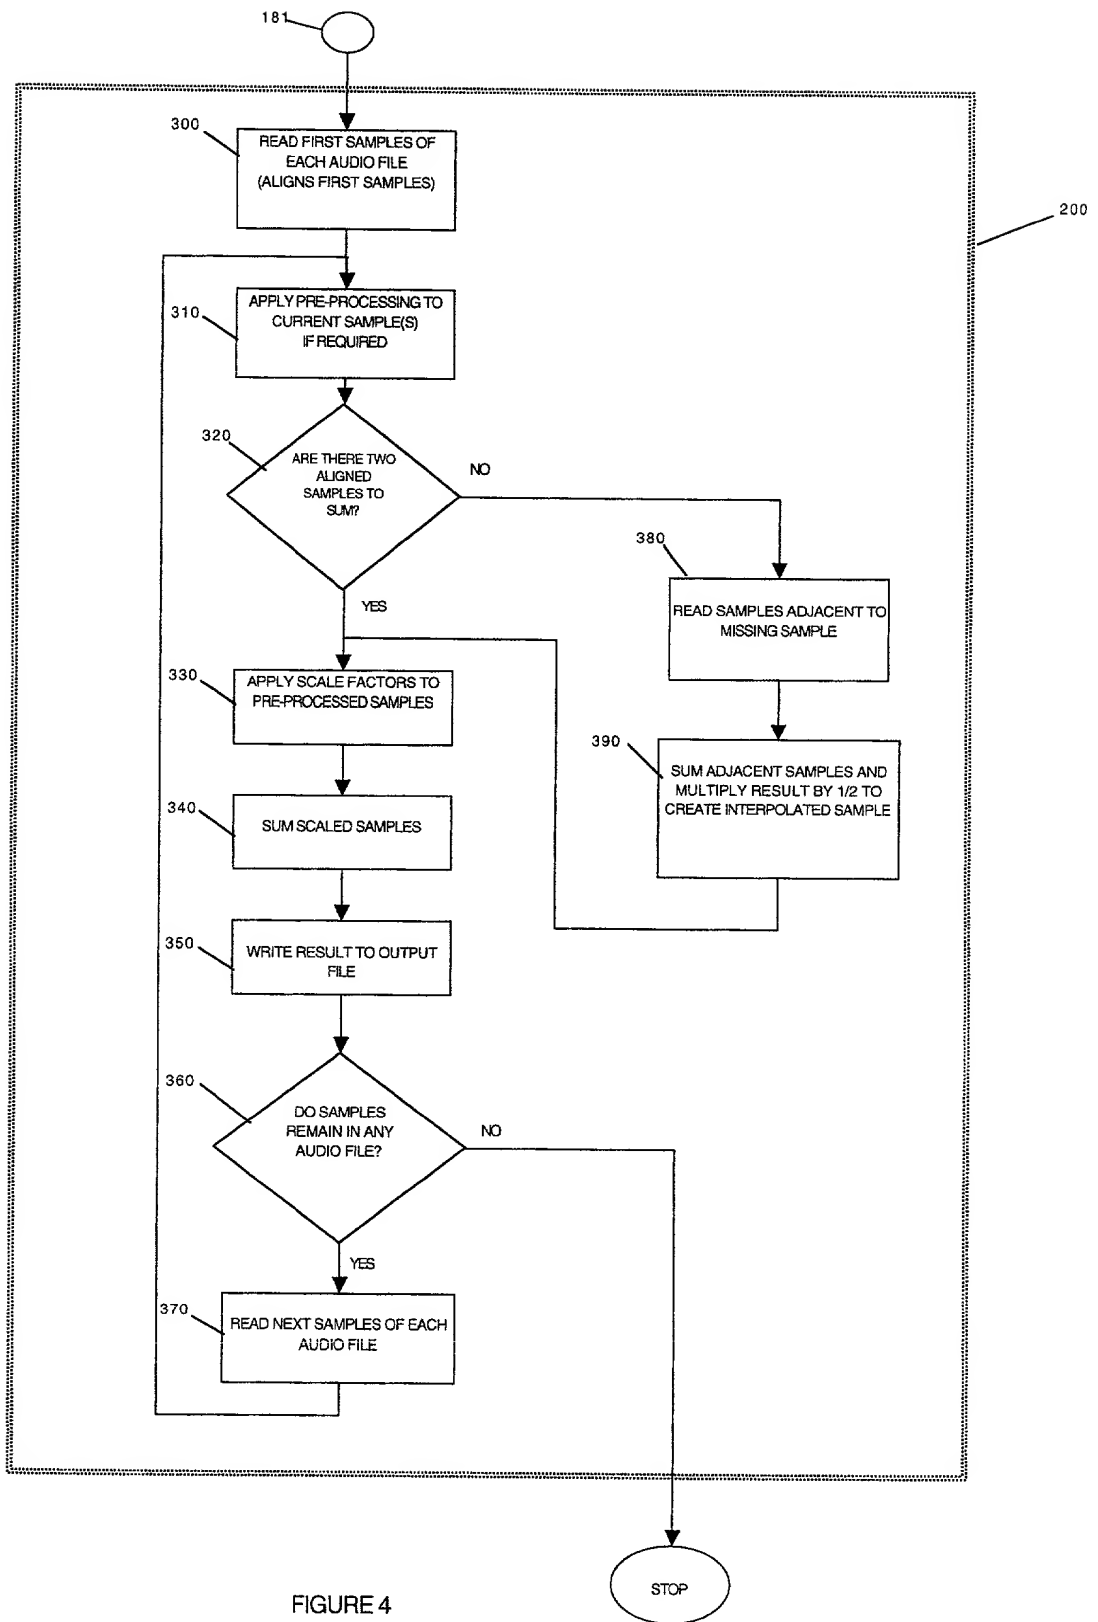 181
300
READ FIRST SAMPLES OF
EACH AUDIO FILE
(ALIGNS FIRST SAMPLES)
200
310
APPLY PRE-PROCESSING TO
CURRENT SAMPLE(S)
IF REQUIRED
320
ARE THERE TWO
ALIGNED
SAMPLES TO
SUM?
NO
YES
380
READ SAMPLES ADJACENT TO
MISSING SAMPLE
330
APPLY SCALE FACTORS TO
PRE-PROCESSED SAMPLES
390
SUM ADJACENT SAMPLES AND
MULTIPLY RESULT BY 1/2 TO
CREATE INTERPOLATED SAMPLE
340
SUM SCALED SAMPLES
350
WRITE RESULT TO OUTPUT
FILE
360
DO SAMPLES
REMAIN IN ANY
AUDIO FILE?
NO
YES
370
READ NEXT SAMPLES OF EACH
AUDIO FILE
STOP
FIGURE 4